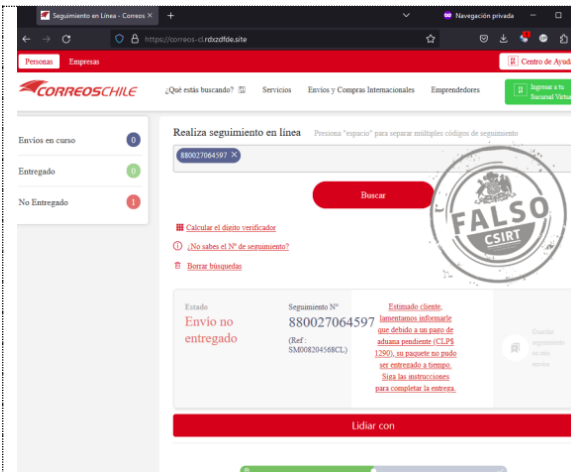 Seguimiento en Línea - Correos
Navegación privada
https://correos-cl.rdxzdfde.site
Personas Empresas
Centro de Ayuda
CORREOSCHILE
¿Qué estás buscando?
Servicios
Envíos y Compras Internacionales
Emprendedores
Ingresar a tu
Sucursal Virtual
Envíos en curso 0
Entregado 0
No Entregado 1
Realiza seguimiento en línea Presiona "espacio" para separar múltiples códigos de seguimiento
880027064597
Buscar
FALSO
CSIRT
Calcular el dígito verificador
¿No sabes el N° de seguimiento?
Borrar búsquedas
Estado
Envío no
entregado
Seguimiento N°
880027064597
(Ref :
SM00820456BCL)
Estimado cliente,
lamentamos informarle
que debido a un pago de
aduana pendiente (CLP$
1290), su paquete no pudo
ser entregado a tiempo.
Siga las instrucciones
para completar la entrega.
Guardar
seguimiento
en mis
envíos
Lidiar con